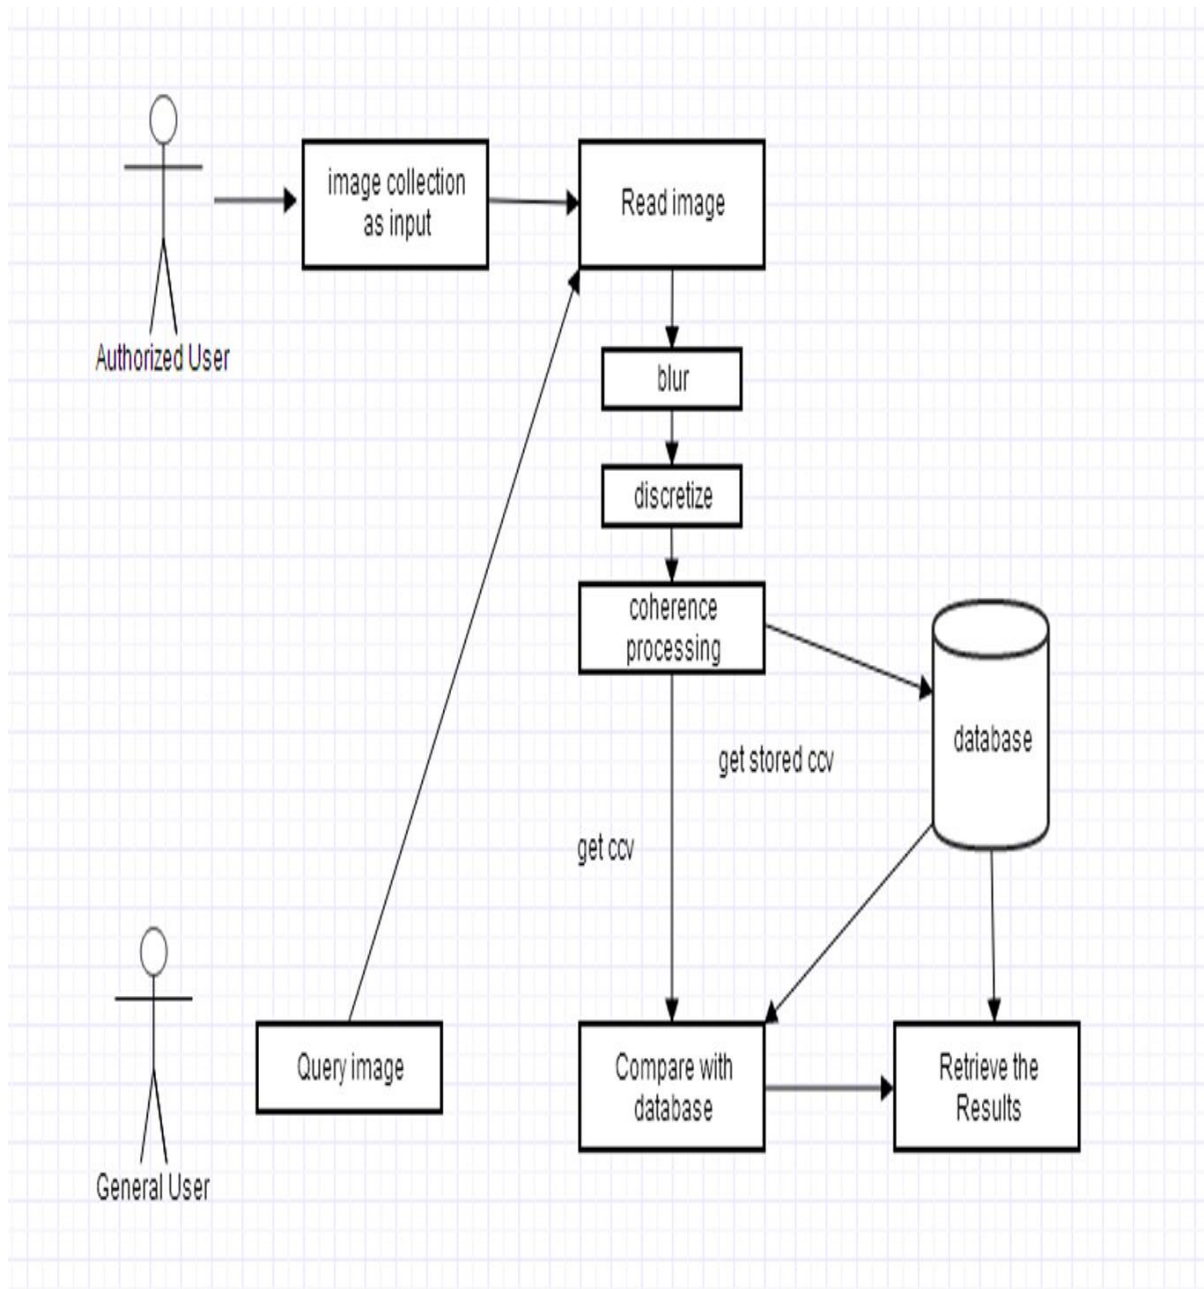 image collection
as input
Read image
Authorized User
blur
discretize
coherence
processing
database
get stored ccv
get ccv
Query image
Compare with
database
Retrieve the
Results
General User